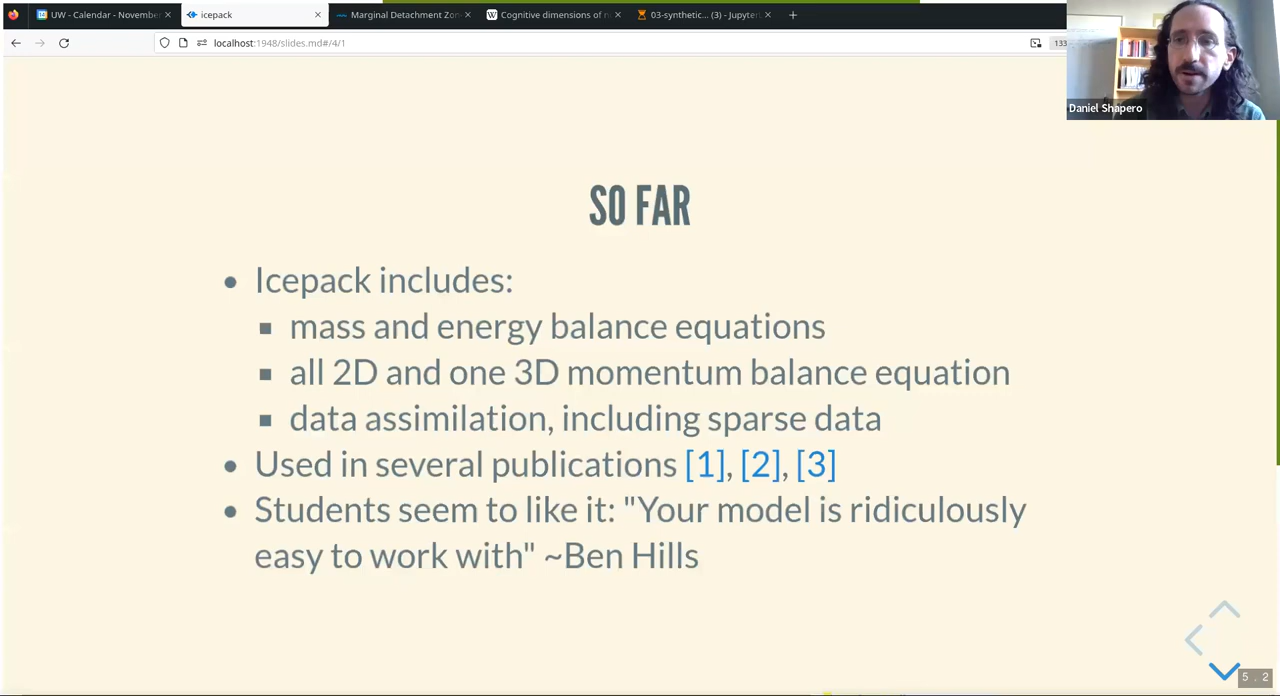 UW - Calendar - November
icepack
Marginal Detachment Zon
Cognitive dimensions of n
03-synthetic... (3) - Jupyter
localhost:1948/slides.md#/4/1
133
Daniel Shapero
SO FAR
Icepack includes:
mass and energy balance equations
all 2D and one 3D momentum balance equation
data assimilation, including sparse data
Used in several publications [1], [2], [3]
Students seem to like it: "Your model is ridiculously
easy to work with" ~Ben Hills
5 . 2